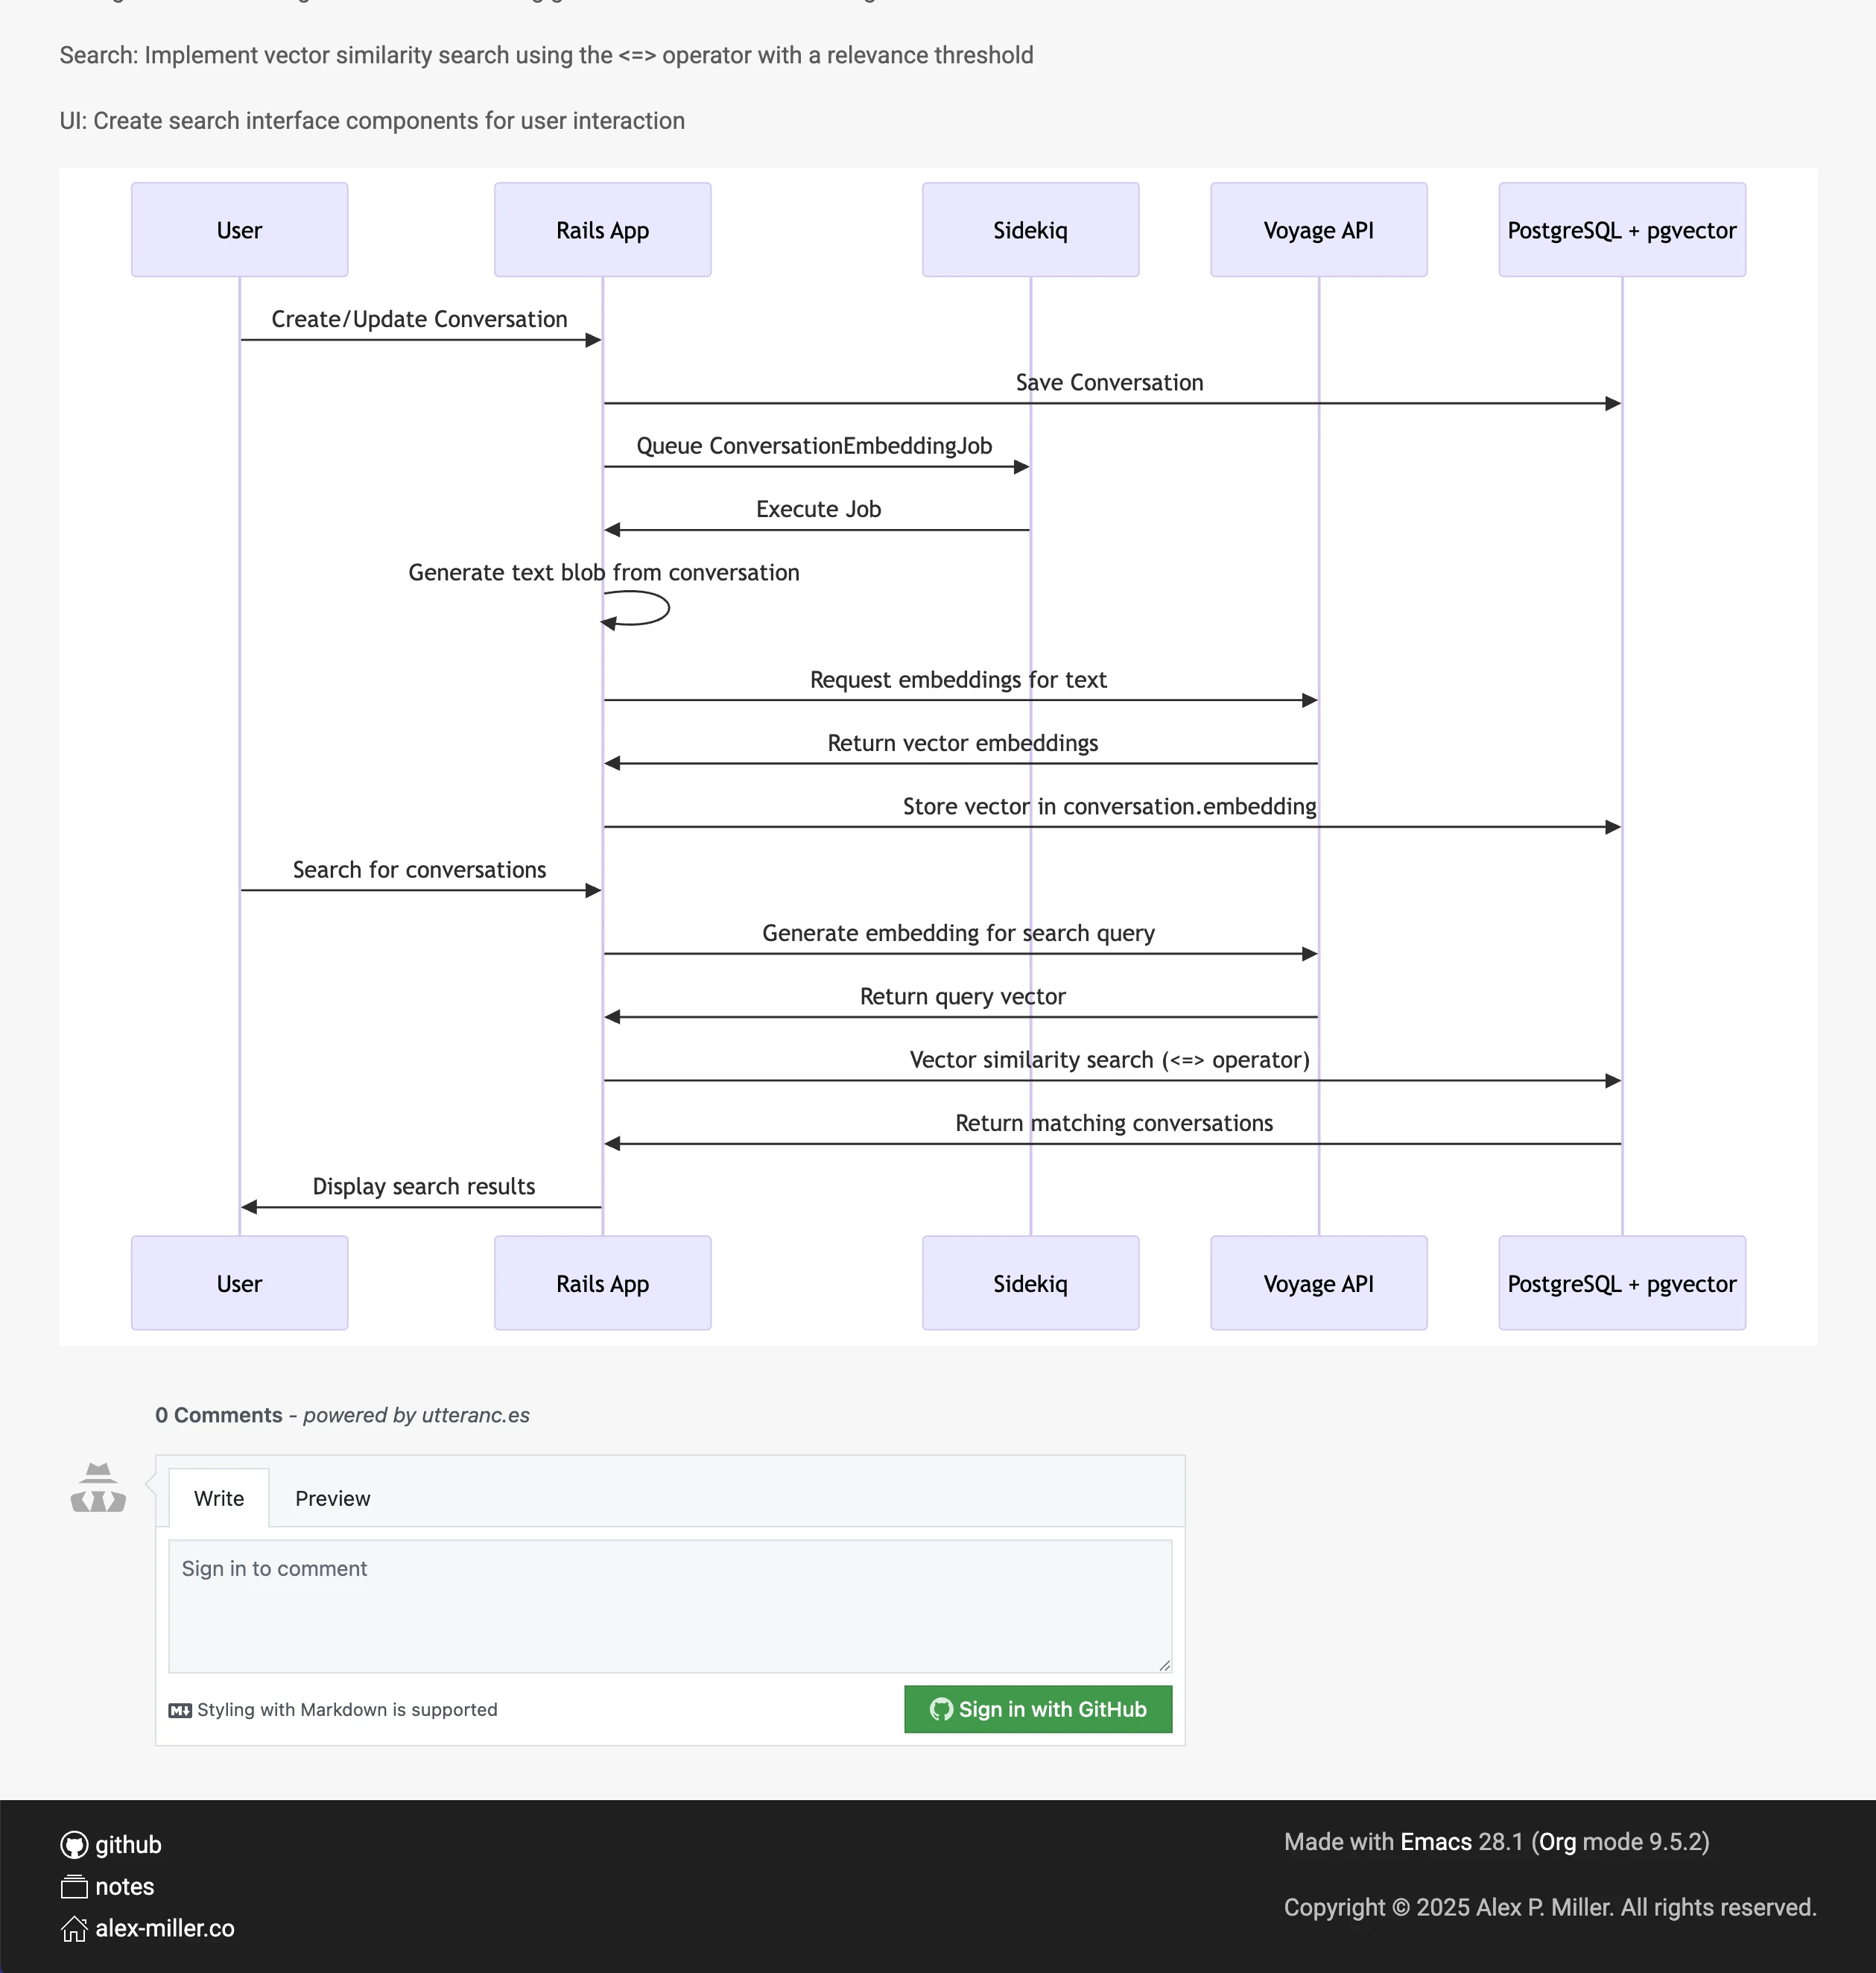 Search: Implement vector similarity search using the <=> operator with a relevance threshold
UI: Create search interface components for user interaction
User
Rails App
Sidekiq
Voyage API
PostgreSQL + pgvector
Create/Update Conversation
Save Conversation
Queue ConversationEmbeddingJob
Execute Job
Generate text blob from conversation
Request embeddings for text
Return vector embeddings
Store vector in conversation.embedding
Search for conversations
Generate embedding for search query
Return query vector
Vector similarity search (<=> operator)
Return matching conversations
Display search results
User
Rails App
Sidekiq
Voyage API
PostgreSQL + pgvector
0 Comments - powered by utteranc.es
Write
Preview
Sign in to comment
M↓ Styling with Markdown is supported
Sign in with GitHub
github
notes
alex-miller.co
Made with Emacs 28.1 (Org mode 9.5.2)
Copyright © 2025 Alex P. Miller. All rights reserved.